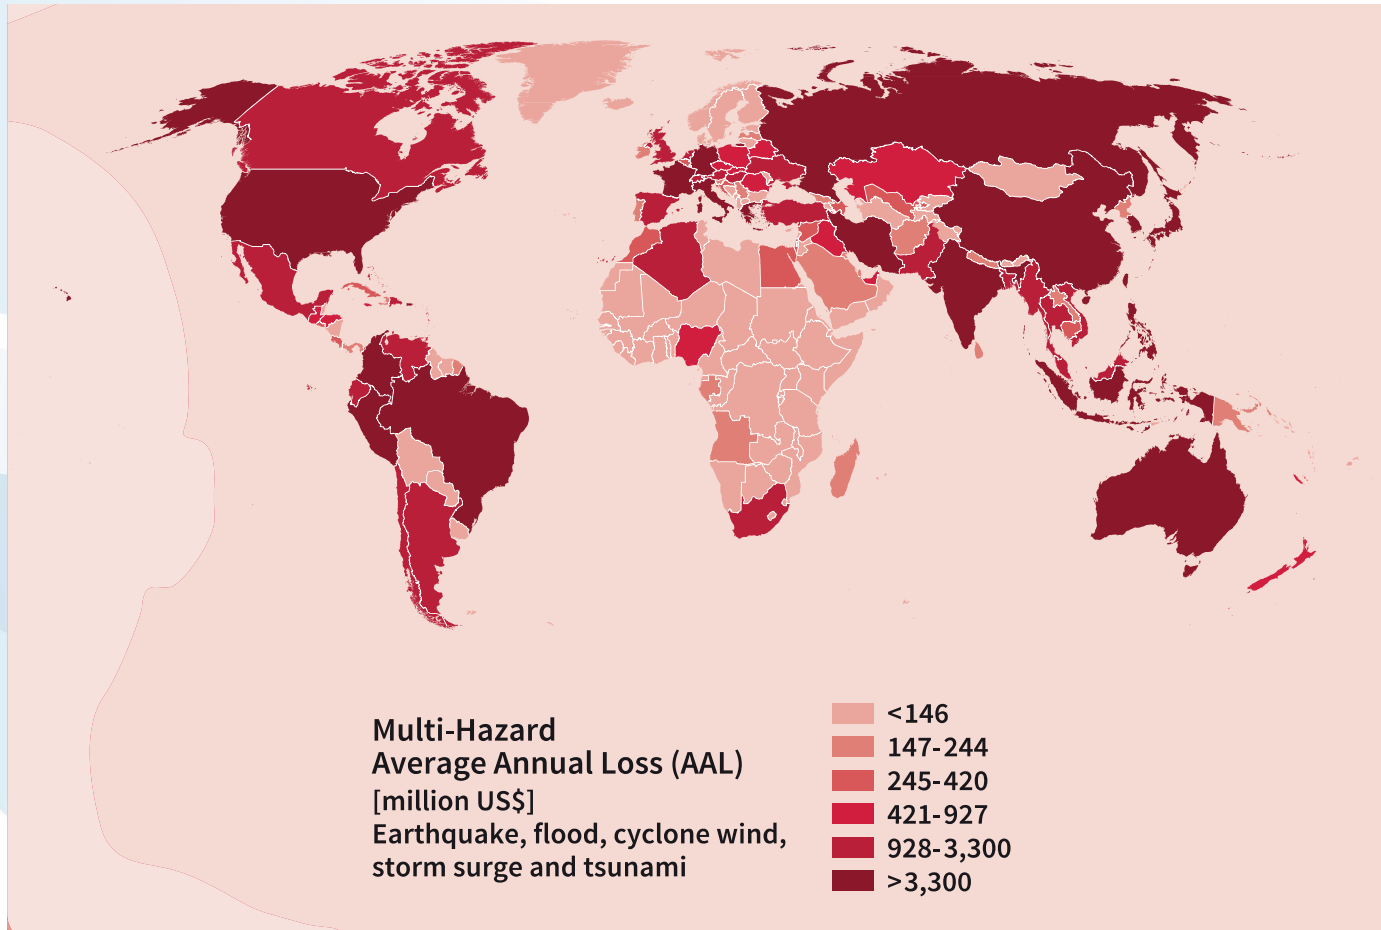 Multi-Hazard
Average Annual Loss (AAL)
[million US$]
Earthquake, flood, cyclone wind,
storm surge and tsunami
<146
147-244
245-420
421-927
928-3,300
>3,300